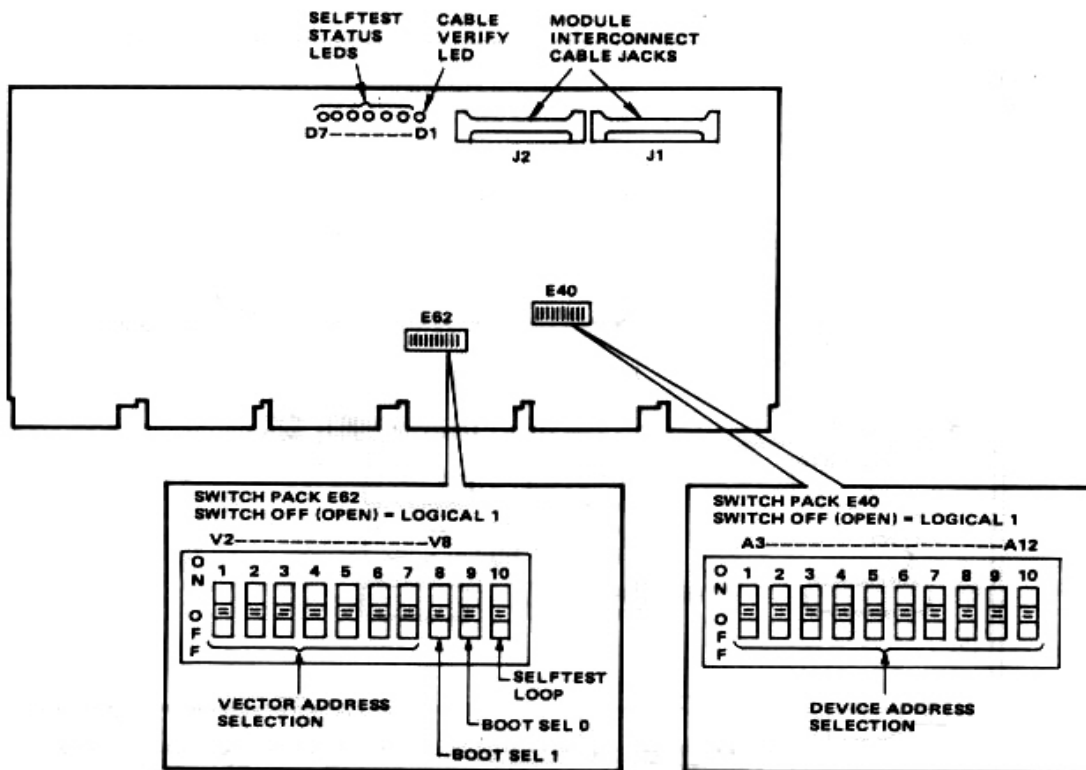 SELFTEST
STATUS
LEDS
CABLE
VERIFY
LED
MODULE
INTERCONNECT
CABLE JACKS
D7------D1
J2
J1
E62
E40
SWITCH PACK E62
SWITCH OFF (OPEN) = LOGICAL 1
V2--------------V8
ON
OFF
1 2 3 4 5 6 7 8 9 10
VECTOR ADDRESS
SELECTION
SELFTEST
LOOP
BOOT SEL 0
BOOT SEL 1
SWITCH PACK E40
SWITCH OFF (OPEN) = LOGICAL 1
A3------------------A12
ON
OFF
1 2 3 4 5 6 7 8 9 10
DEVICE ADDRESS
SELECTION